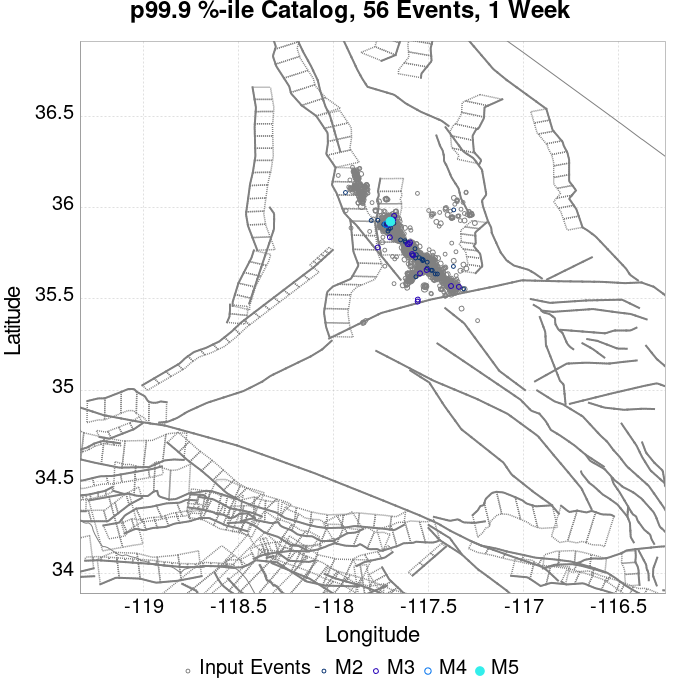 p99.9 %-ile Catalog, 56 Events, 1 Week
36.5
36
35.5
35
34.5
34
Latitude
-119 -118.5 -118 -117.5 -117 -116.5
Longitude
Input Events M2 M3 M4 M5